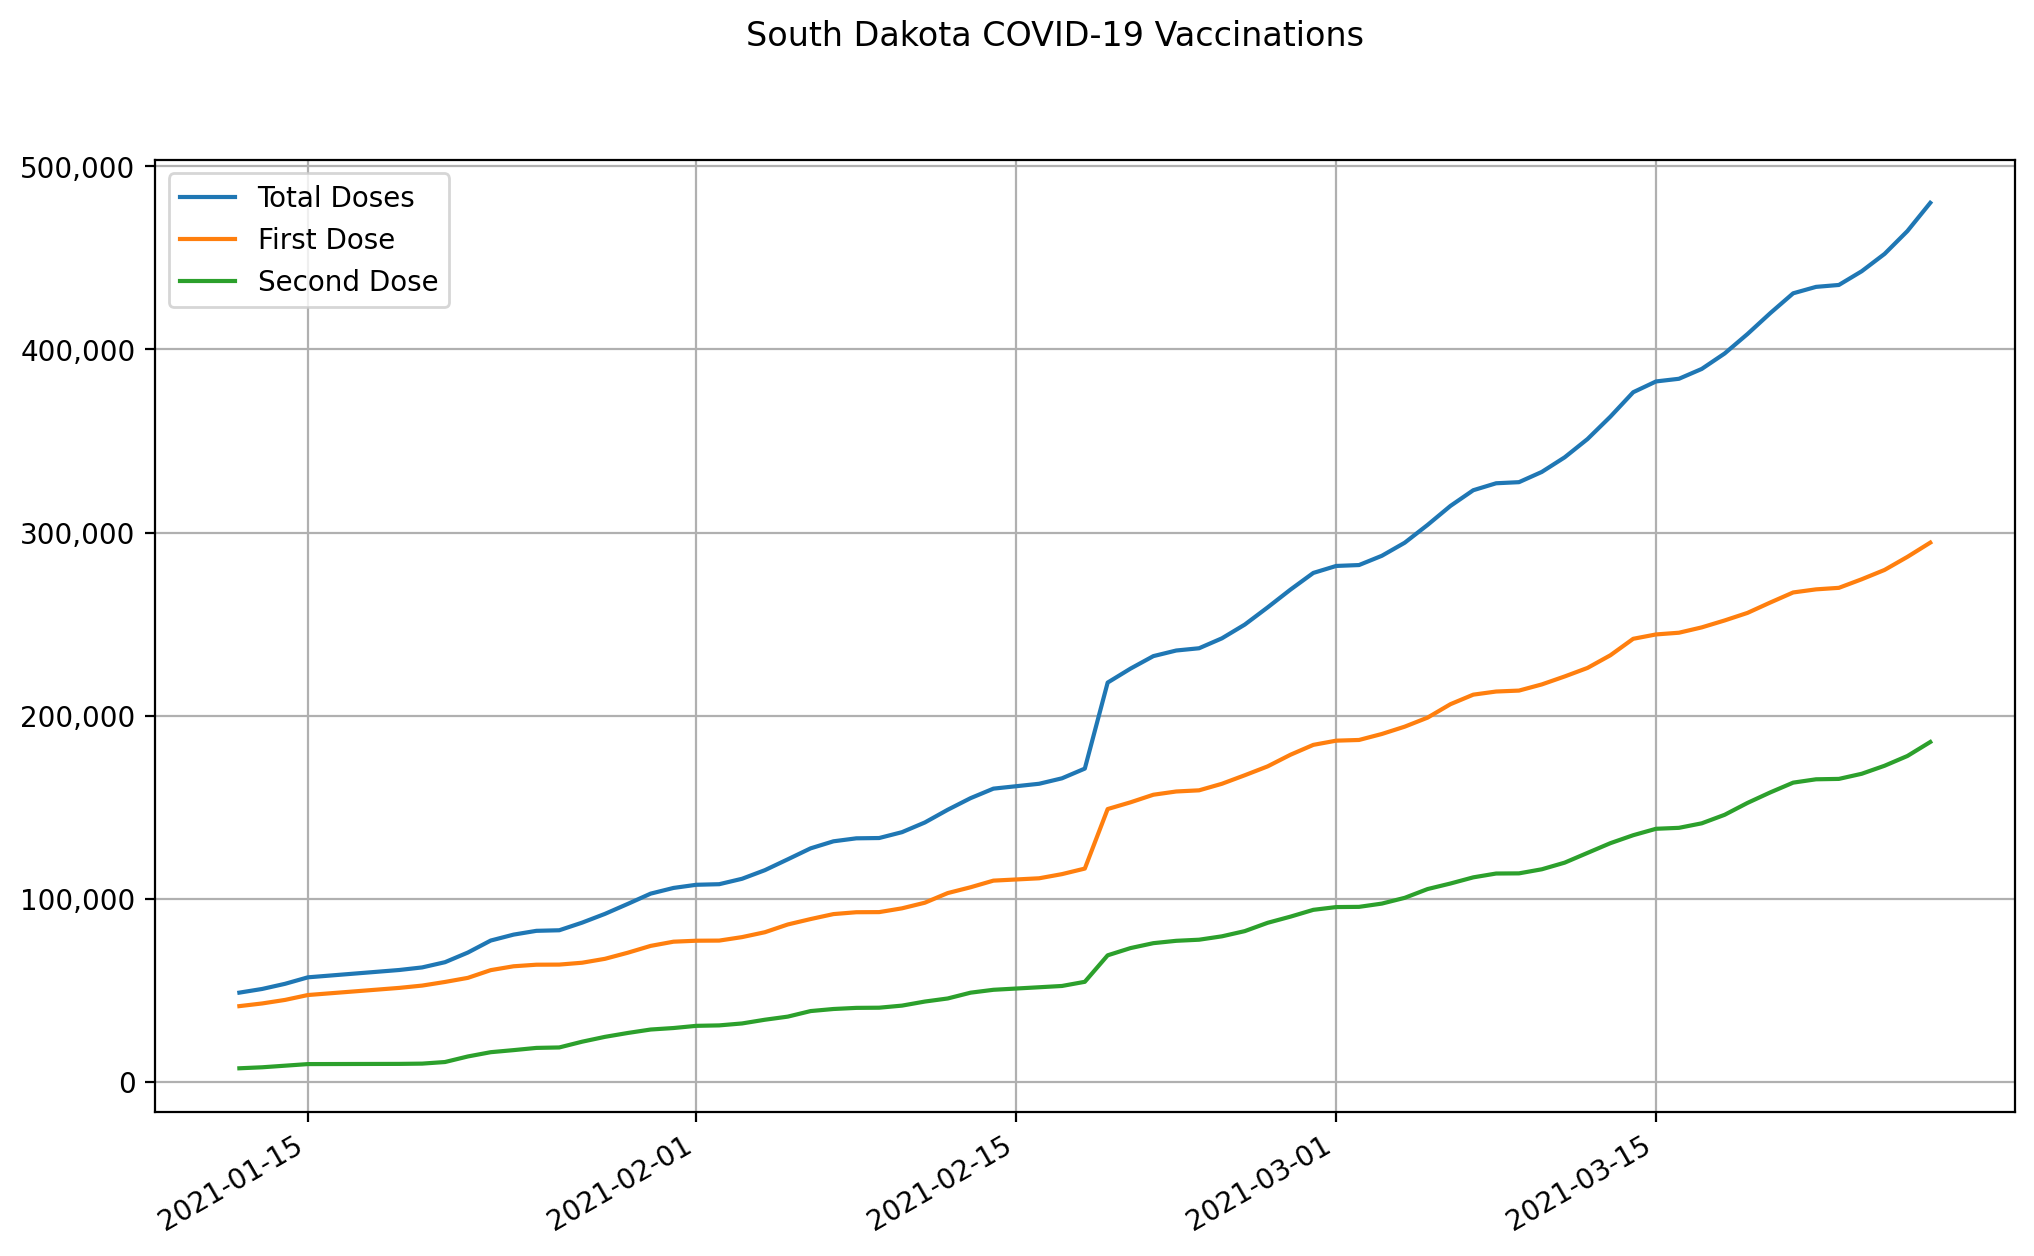 South Dakota COVID-19 Vaccinations
500,000
400,000
300,000
200,000
100,000
0
Total Doses
First Dose
Second Dose
2021-01-15
2021-02-01
2021-02-15
2021-03-01
2021-03-15